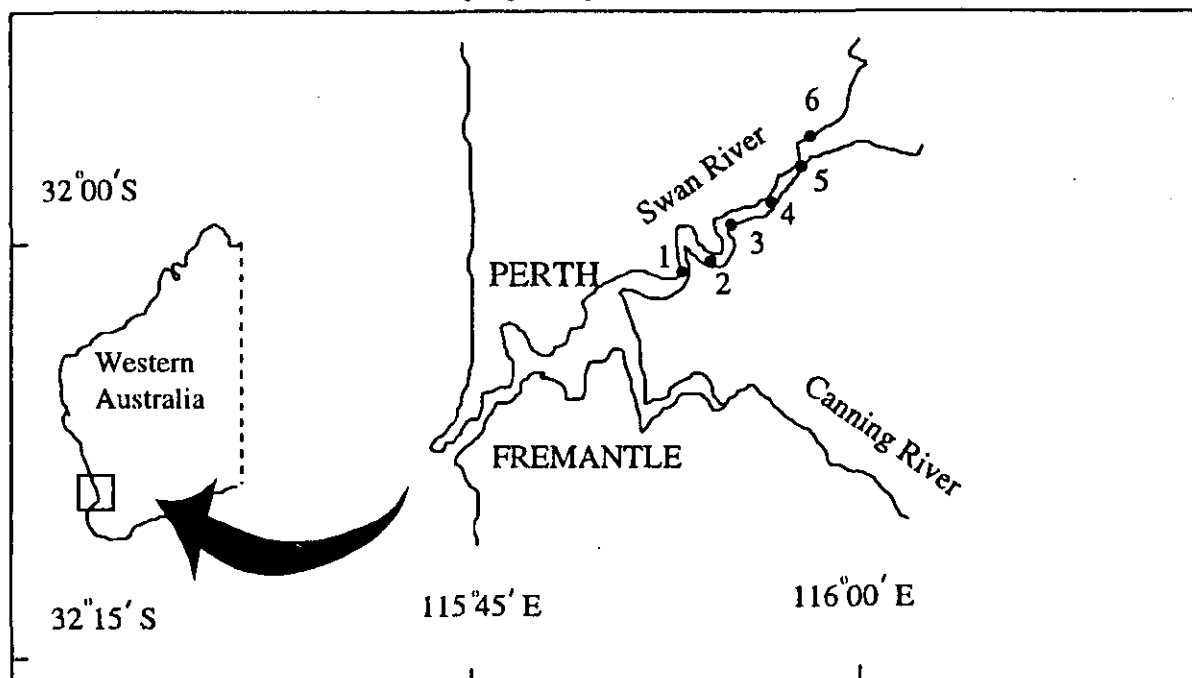 6
Swan River
5
32°00′S
4
3
1
2
PERTH
Western
Australia
Canning River
FREMANTLE
32°15′ S
115°45′ E
116°00′ E